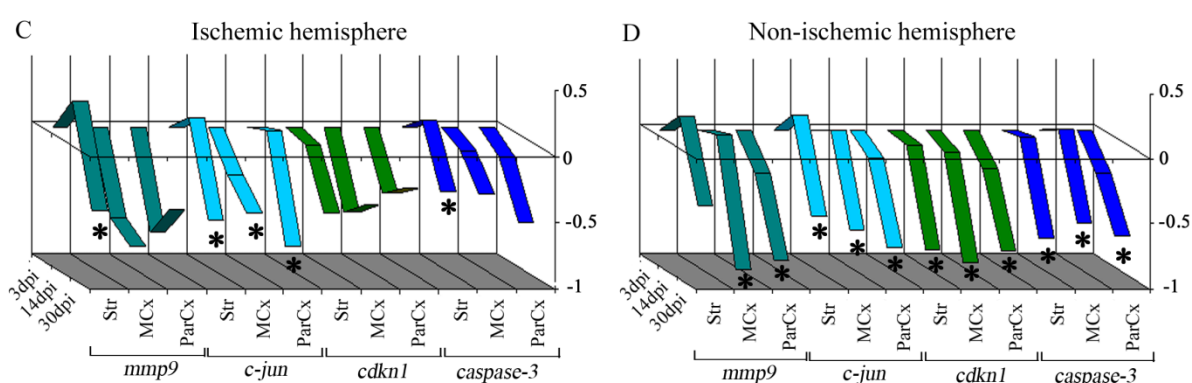 C
Ischemic hemisphere
0.5
0
-0.5
-1
3dpi
14dpi
30dpi
Str
MCx
ParCx
Str
MCx
ParCx
Str
MCx
ParCx
Str
MCx
ParCx
mmp9
c-jun
cdkn1
caspase-3
* * * * *
D
Non-ischemic hemisphere
0.5
0
-0.5
-1
3dpi
14dpi
30dpi
Str
MCx
ParCx
Str
MCx
ParCx
Str
MCx
ParCx
Str
MCx
ParCx
mmp9
c-jun
cdkn1
caspase-3
* * * * * * * * * * *